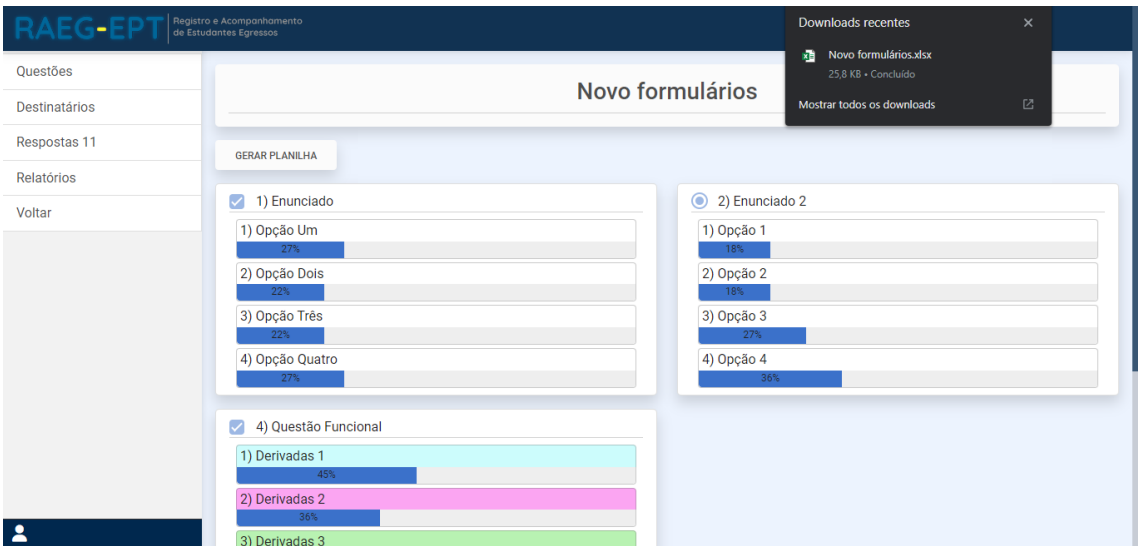 RAEG-EPT
Registro e Acompanhamento
de Estudantes Egressos
Downloads recentes
Novo formulários.xlsx
25,8 KB • Concluído
Mostrar todos os downloads
Questões
Destinatários
Respostas 11
Relatórios
Voltar
Novo formulários
GERAR PLANILHA
1) Enunciado
1) Opção Um
27%
2) Opção Dois
22%
3) Opção Três
22%
4) Opção Quatro
27%
2) Enunciado 2
1) Opção 1
18%
2) Opção 2
18%
3) Opção 3
27%
4) Opção 4
36%
4) Questão Funcional
1) Derivadas 1
45%
2) Derivadas 2
36%
3) Derivadas 3